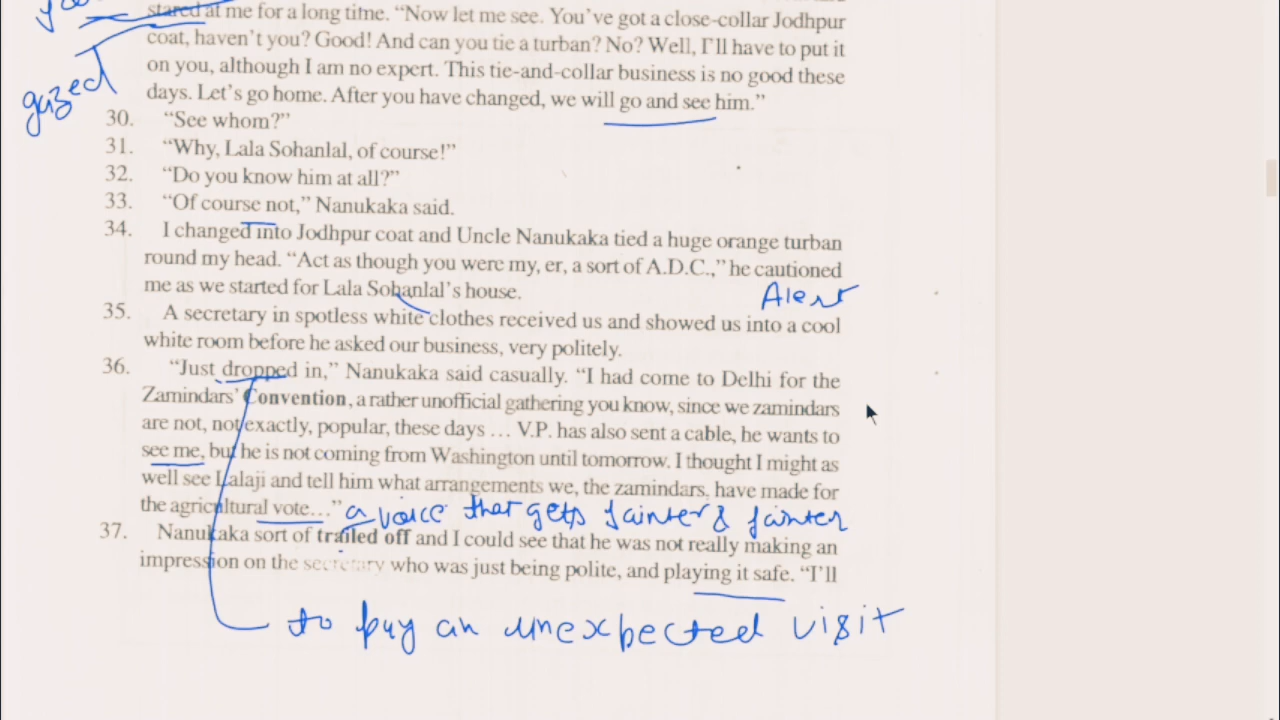 stared at me for a long time. “Now let me see. You’ve got a close-collar Jodhpur
coat, haven’t you? Good! And can you tie a turban? No? Well, I’ll have to put it
gazed
on you, although I am no expert. This tie-and-collar business is no good these
days. Let’s go home. After you have changed, we will go and see him.”
30. “See whom?”
31. “Why, Lala Sohanlal, of course!”
32. “Do you know him at all?”
33. “Of course not,” Nanukaka said.
34. I changed into Jodhpur coat and Uncle Nanukaka tied a huge orange turban
round my head. “Act as though you were my, er, a sort of A.D.C.,” he cautioned
me as we started for Lala Sohanlal’s house.
Alert
35. A secretary in spotless white clothes received us and showed us into a cool
white room before he asked our business, very politely.
36. “Just dropped in,” Nanukaka said casually. “I had come to Delhi for the
Zamindars’ Convention, a rather unofficial gathering you know, since we zamindars
are not, not exactly, popular, these days … V.P. has also sent a cable, he wants to
see me, but he is not coming from Washington until tomorrow. I thought I might as
well see Lalaji and tell him what arrangements we, the zamindars, have made for
the agricultural vote…” a voice that gets fainter & fainter
37. Nanukaka sort of trailed off and I could see that he was not really making an
impression on the secretary who was just being polite, and playing it safe. “I’ll
to pay an unexpected visit